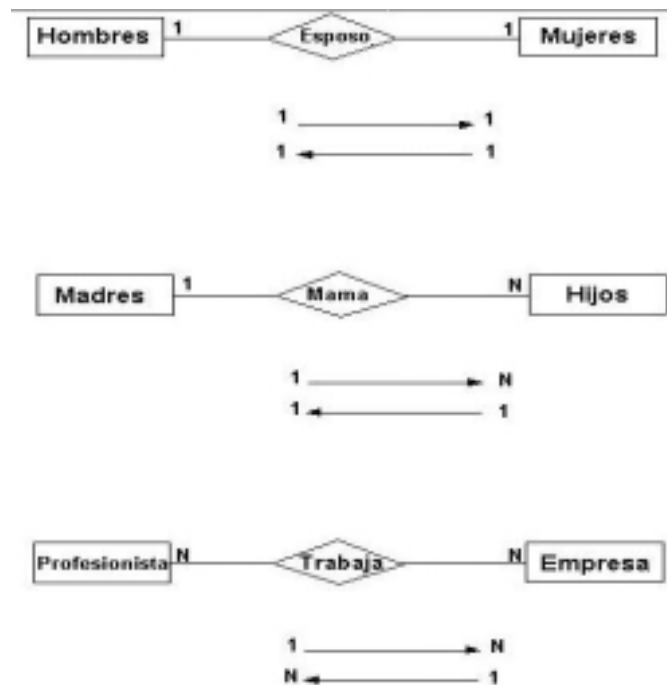 Hombres 1 Esposo 1 Mujeres
1 1
1 1
Madres 1 Mama N Hijos
1 N
1 1
Profesionista N Trabaja N Empresa
1 N
N 1